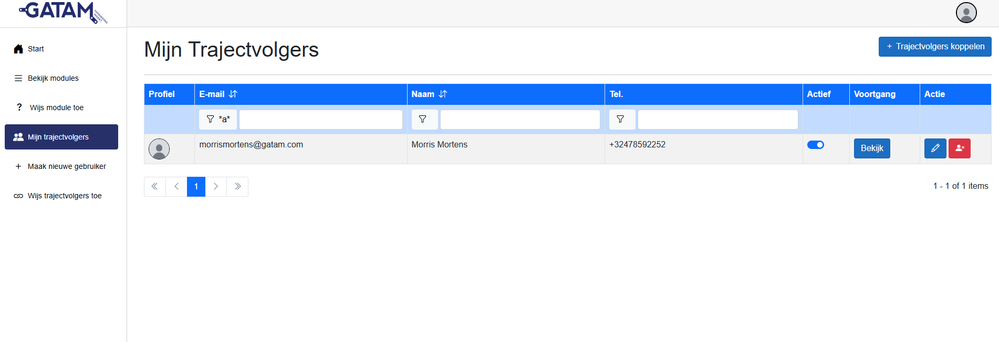 GATAM
VERBINDING
WERKT
Start
Bekijk modules
? Wijs module toe
Mijn trajectvolgers
+ Maak nieuwe gebruiker
Wijs trajectvolgers toe
Mijn Trajectvolgers
+ Trajectvolgers koppelen
Profiel E-mail Naam Tel. Actief Voortgang Actie
*a*
morrismortens@gatam.com Morris Mortens +32478592252 Bekijk
« < 1 > »
1 - 1 of 1 items